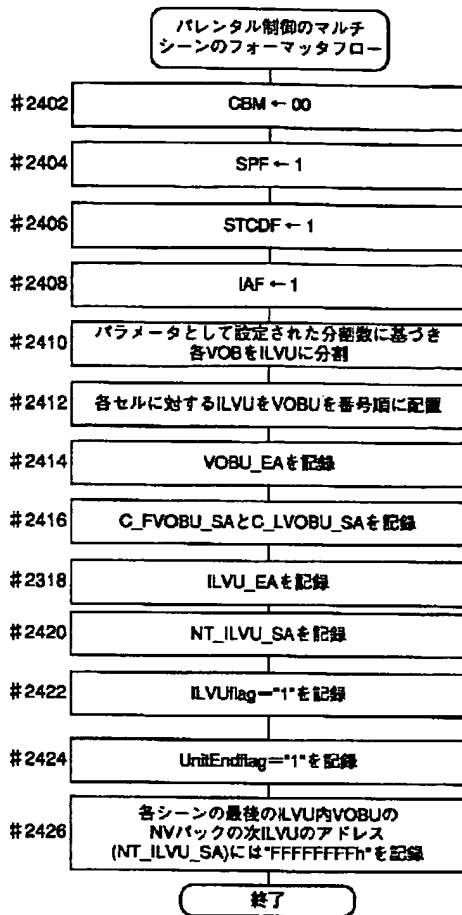 パレンタル制御のマルチ
シーンのフォーマッタフロー
#2402
CBM ← 00
#2404
SPF ← 1
#2406
STCDF ← 1
#2408
IAF ← 1
#2410
パラメータとして設定された分割数に基づき
各VOBをILVUに分割
#2412
各セルに対するILVUをVOBUを番号順に配置
#2414
VOBU_EAを記録
#2416
C_FVOBU_SAとC_LVOBU_SAを記録
#2318
ILVU_EAを記録
#2420
NT_ILVU_SAを記録
#2422
ILVUflag="1"を記録
#2424
UnitEndflag="1"を記録
#2426
各シーンの最後のILVU内VOBUの
NVパックの次ILVUのアドレス
(NT_ILVU_SA)には"FFFFFFFFh"を記録
終了